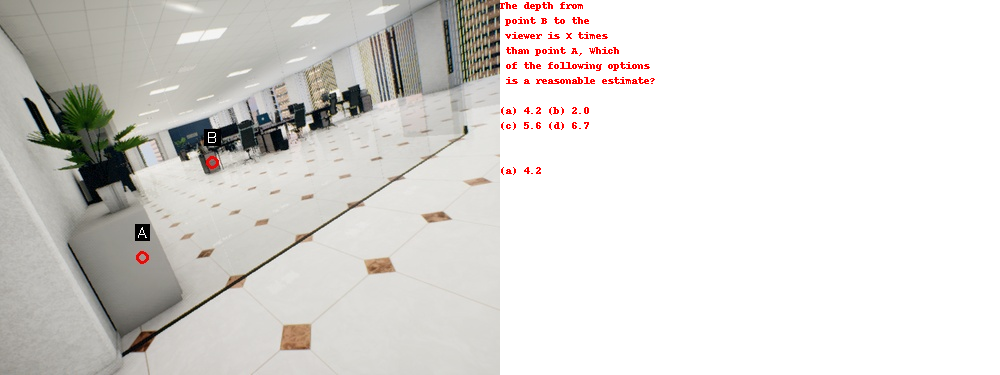 The depth from
point B to the
viewer is X times
than point A, Which
of the following options
is a reasonable estimate?
(a) 4.2 (b) 2.0
(c) 5.6 (d) 6.7
(a) 4.2
B
A